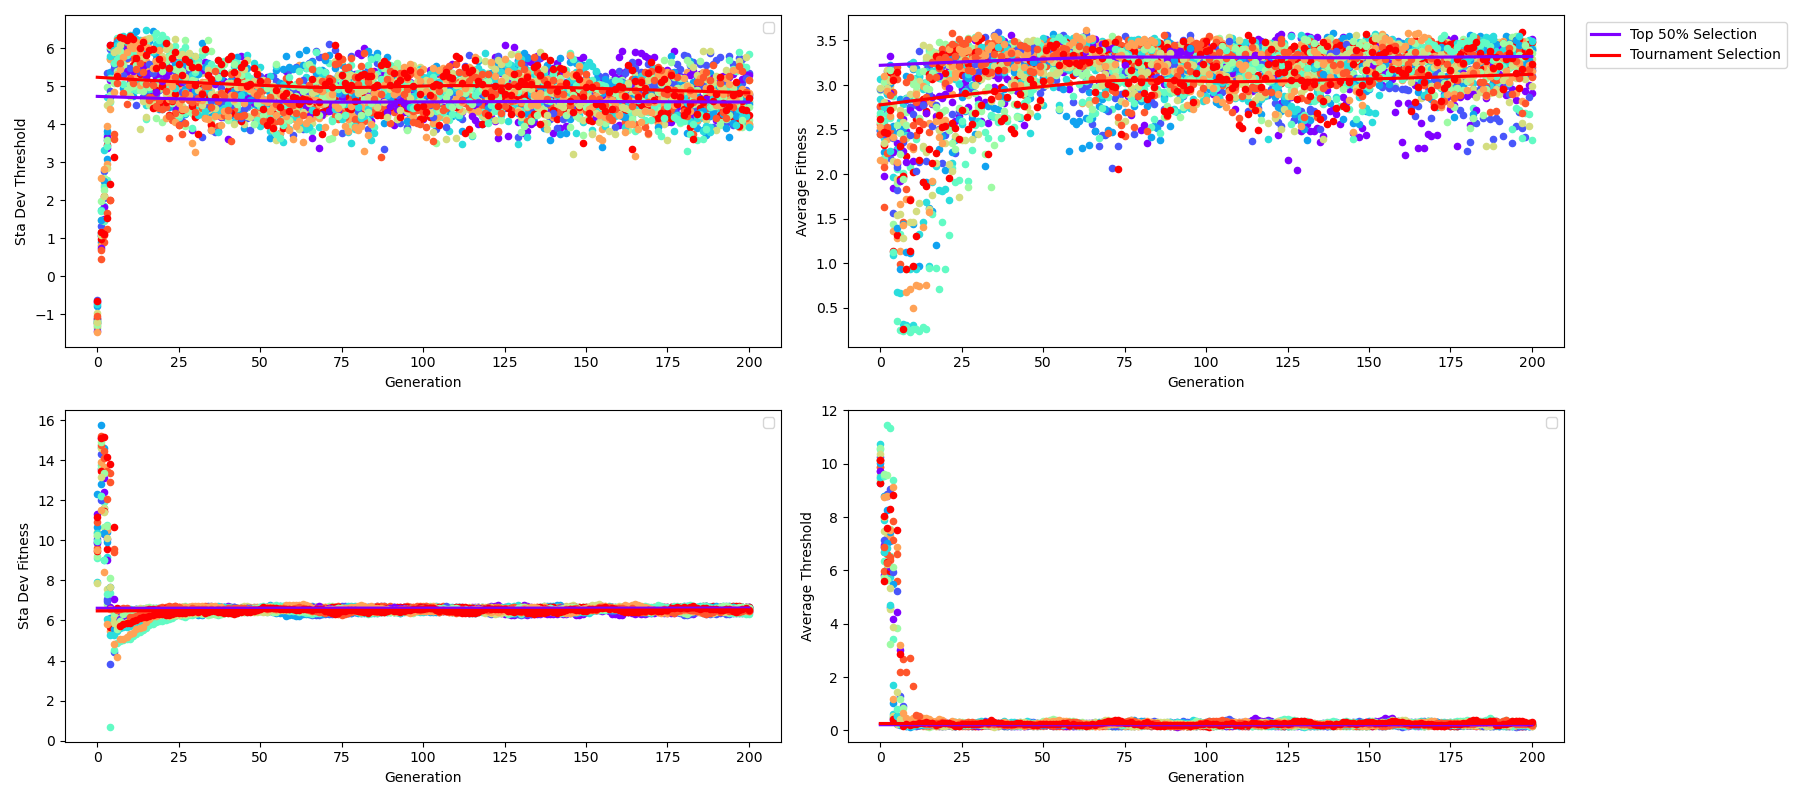 Sta Dev Threshold
6
5
4
3
2
1
0
−1
0 25 50 75 100 125 150 175 200
Generation
Average Fitness
3.5
3.0
2.5
2.0
1.5
1.0
0.5
0 25 50 75 100 125 150 175 200
Generation
Top 50% Selection
Tournament Selection
Sta Dev Fitness
16
14
12
10
8
6
4
2
0
0 25 50 75 100 125 150 175 200
Generation
Average Threshold
12
10
8
6
4
2
0
0 25 50 75 100 125 150 175 200
Generation